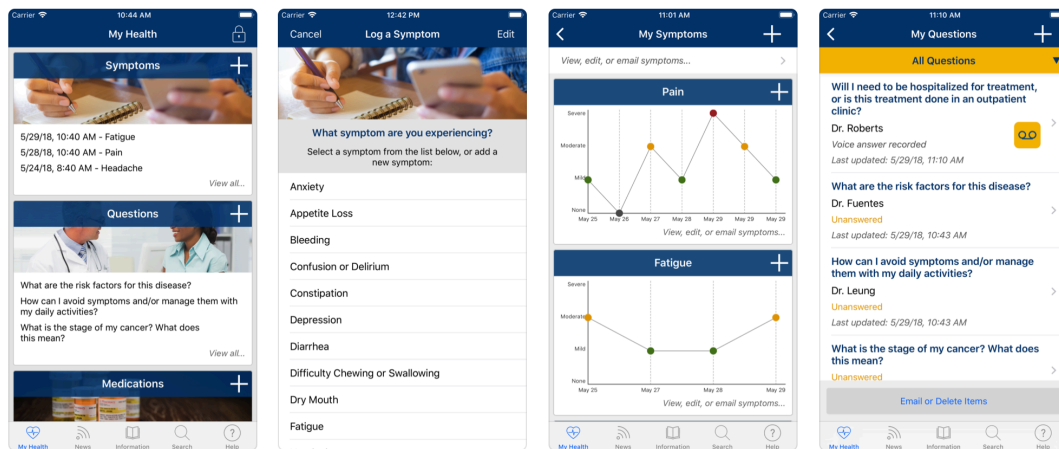 Carrier 10:44 AM
My Health
Symptoms
5/29/18, 10:40 AM - Fatigue
5/28/18, 10:40 AM - Pain
5/24/18, 8:40 AM - Headache
View all...
Questions
What are the risk factors for this disease?
How can I avoid symptoms and/or manage them with
my daily activities?
What is the stage of my cancer? What does
this mean?
View all...
Medications
My Health News Information Search Help
Carrier 12:42 PM
Cancel Log a Symptom Edit
What symptom are you experiencing?
Select a symptom from the list below, or add a
new symptom:
Anxiety
Appetite Loss
Bleeding
Confusion or Delirium
Constipation
Depression
Diarrhea
Difficulty Chewing or Swallowing
Dry Mouth
Fatigue
Carrier 11:01 AM
My Symptoms
View, edit, or email symptoms...
Pain
Severe
Moderate
Mild
None
May 25 May 26 May 27 May 28 May 29 May 29 May 29
View, edit, or email symptoms...
Fatigue
Severe
Moderate
Mild
None
May 25 May 27 May 28 May 29
View, edit, or email symptoms...
My Health News Information Search Help
Carrier 11:10 AM
My Questions
All Questions
Will I need to be hospitalized for treatment,
or is this treatment done in an outpatient
clinic?
Dr. Roberts
Voice answer recorded
Last updated: 5/29/18, 11:10 AM
What are the risk factors for this disease?
Dr. Fuentes
Unanswered
Last updated: 5/29/18, 10:43 AM
How can I avoid symptoms and/or manage
them with my daily activities?
Dr. Leung
Unanswered
Last updated: 5/29/18, 10:43 AM
What is the stage of my cancer? What does
this mean?
Unanswered
Email or Delete Items
My Health News Information Search Help